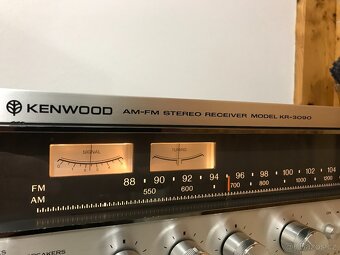 KENWOOD AM-FM STEREO RECEIVER MODEL KR-3090
SIGNAL TUNING
FM 88 90 92 94 96 98 100 102 104
AM 550 600 700 800
SPEAKERS